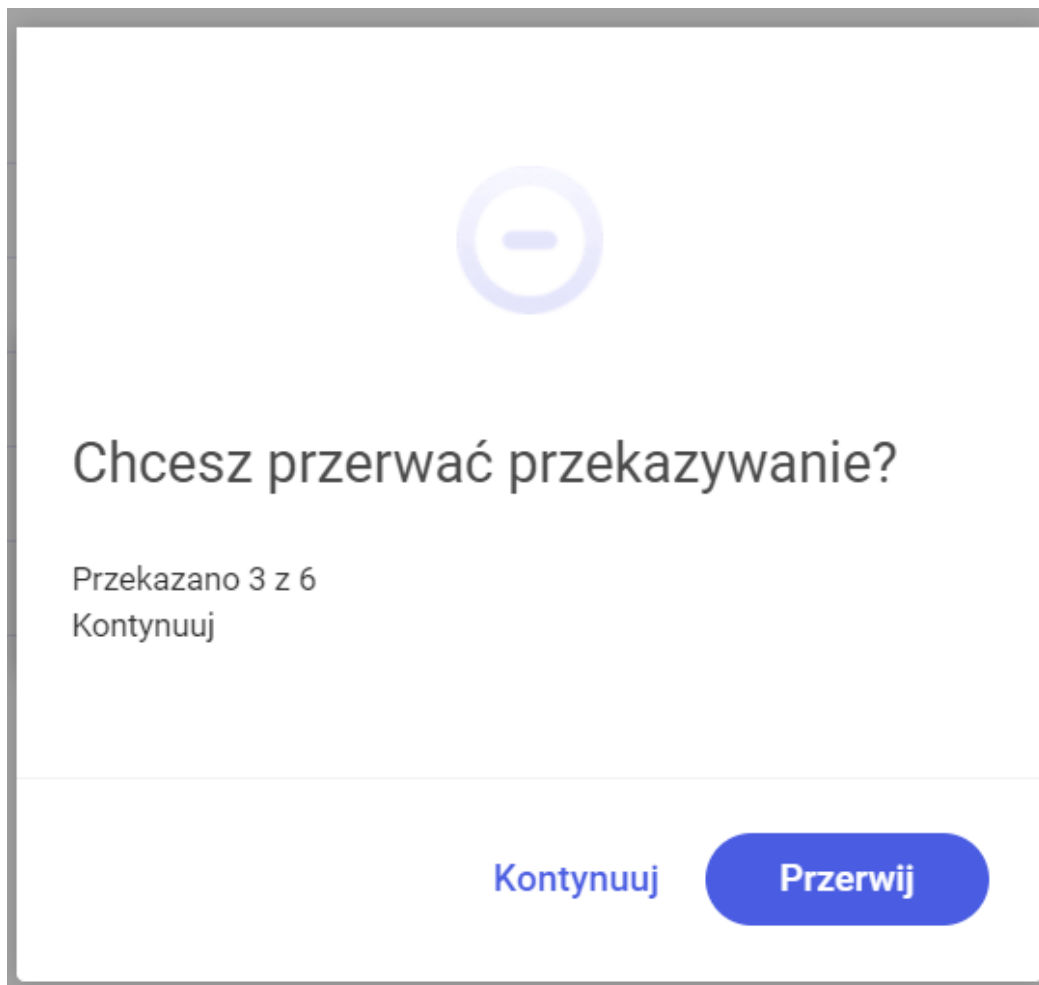 Chcesz przerwać przekazywanie?
Przekazano 3 z 6
Kontynuuj
Kontynuuj
Przerwij